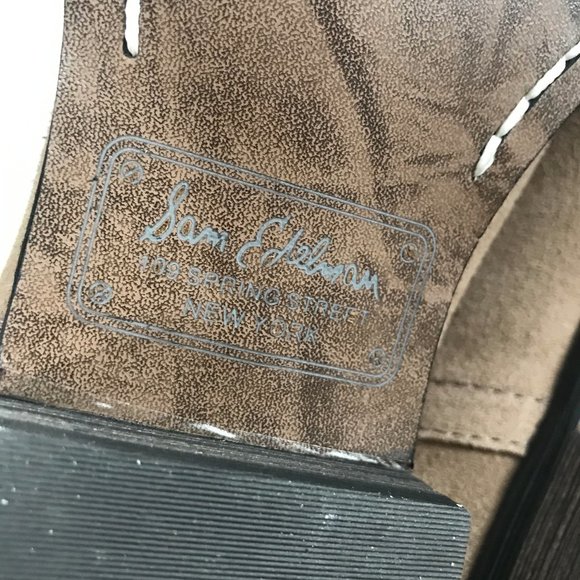 Sam Edelman
109 SPRING STREET
NEW YORK